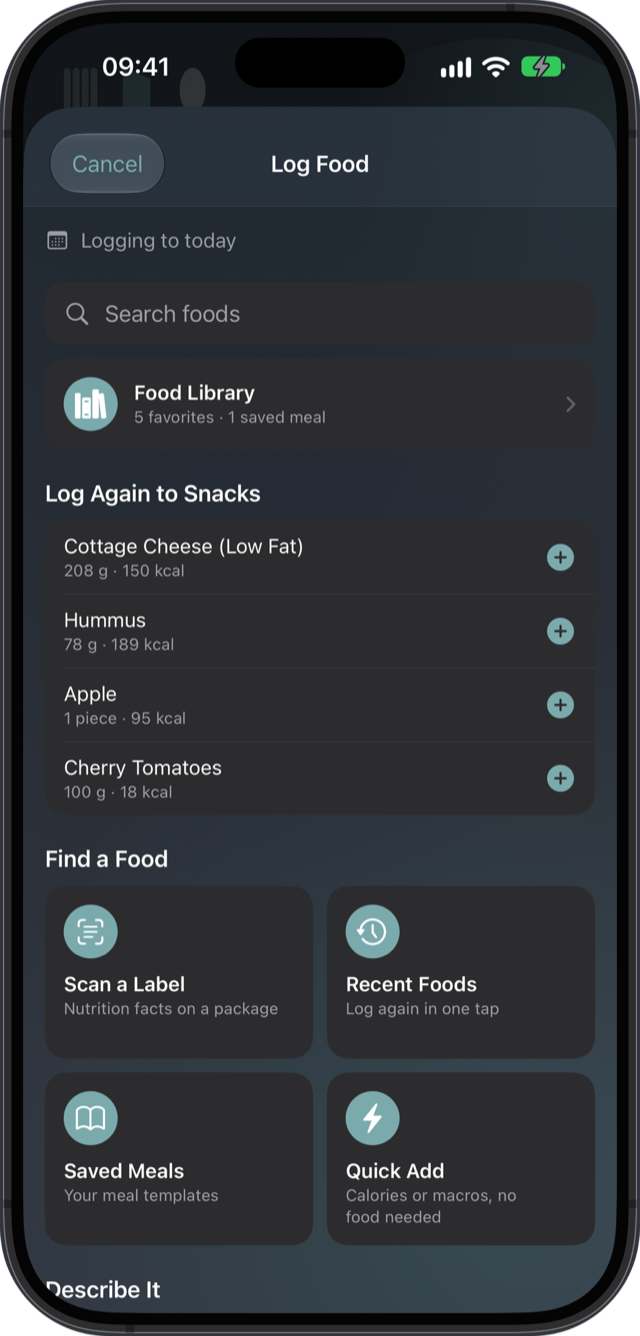 09:41
Cancel
Log Food
Logging to today
Search foods
Food Library
5 favorites · 1 saved meal
Log Again to Snacks
Cottage Cheese (Low Fat)
208 g · 150 kcal
Hummus
78 g · 189 kcal
Apple
1 piece · 95 kcal
Cherry Tomatoes
100 g · 18 kcal
Find a Food
Scan a Label
Nutrition facts on a package
Recent Foods
Log again in one tap
Saved Meals
Your meal templates
Quick Add
Calories or macros, no
food needed
Describe It